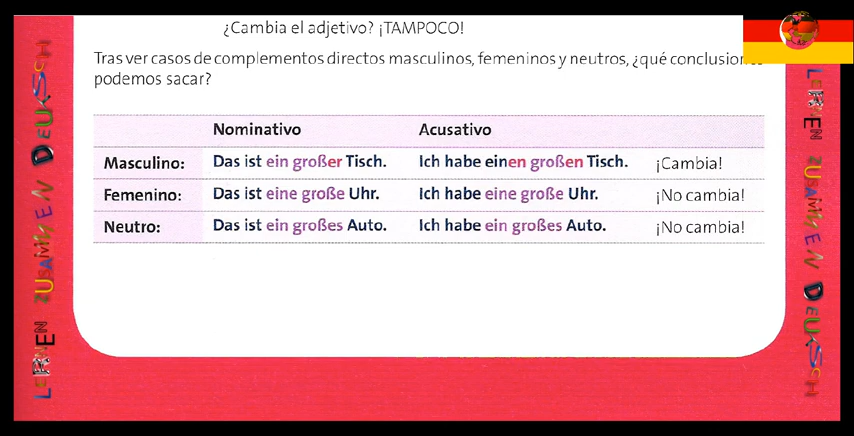 ¿Cambia el adjetivo? ¡TAMPOCO!
Tras ver casos de complementos directos masculinos, femeninos y neutros, ¿qué
podemos sacar?
Nominativo Acusativo
Masculino: Das ist ein großer Tisch. Ich habe einen großen Tisch. ¡Cambia!
Femenino: Das ist eine große Uhr. Ich habe eine große Uhr. ¡No cambia!
Neutro: Das ist ein großes Auto. Ich habe ein großes Auto. ¡No cambia!
LERNEN ZUSAMMEN DEUKSSH
LERNEN ZUSAMMEN DEUKSSH